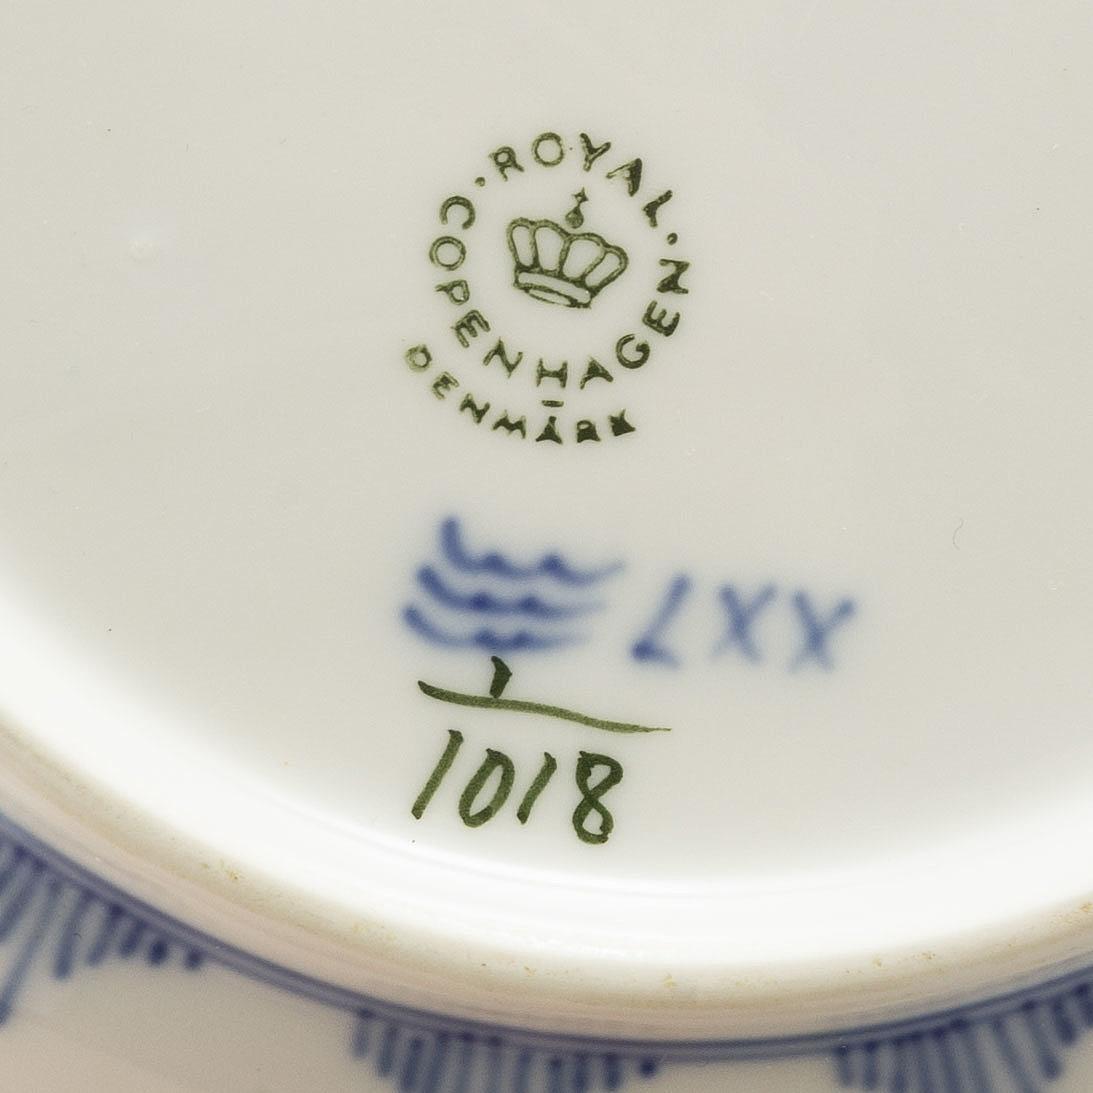 ROYAL
COPENHAGEN
DENMARK
LXX
1
1018